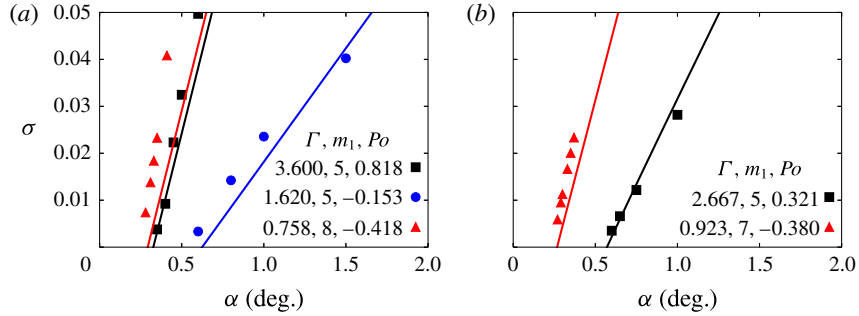 (a)
0.05
0.04
0.03
0.02
0.01
σ
Γ, m₁, Po
3.600, 5, 0.818
1.620, 5, −0.153
0.758, 8, −0.418
0 0.5 1.0 1.5 2.0
α (deg.)
(b)
Γ, m₁, Po
2.667, 5, 0.321
0.923, 7, −0.380
0 0.5 1.0 1.5 2.0
α (deg.)